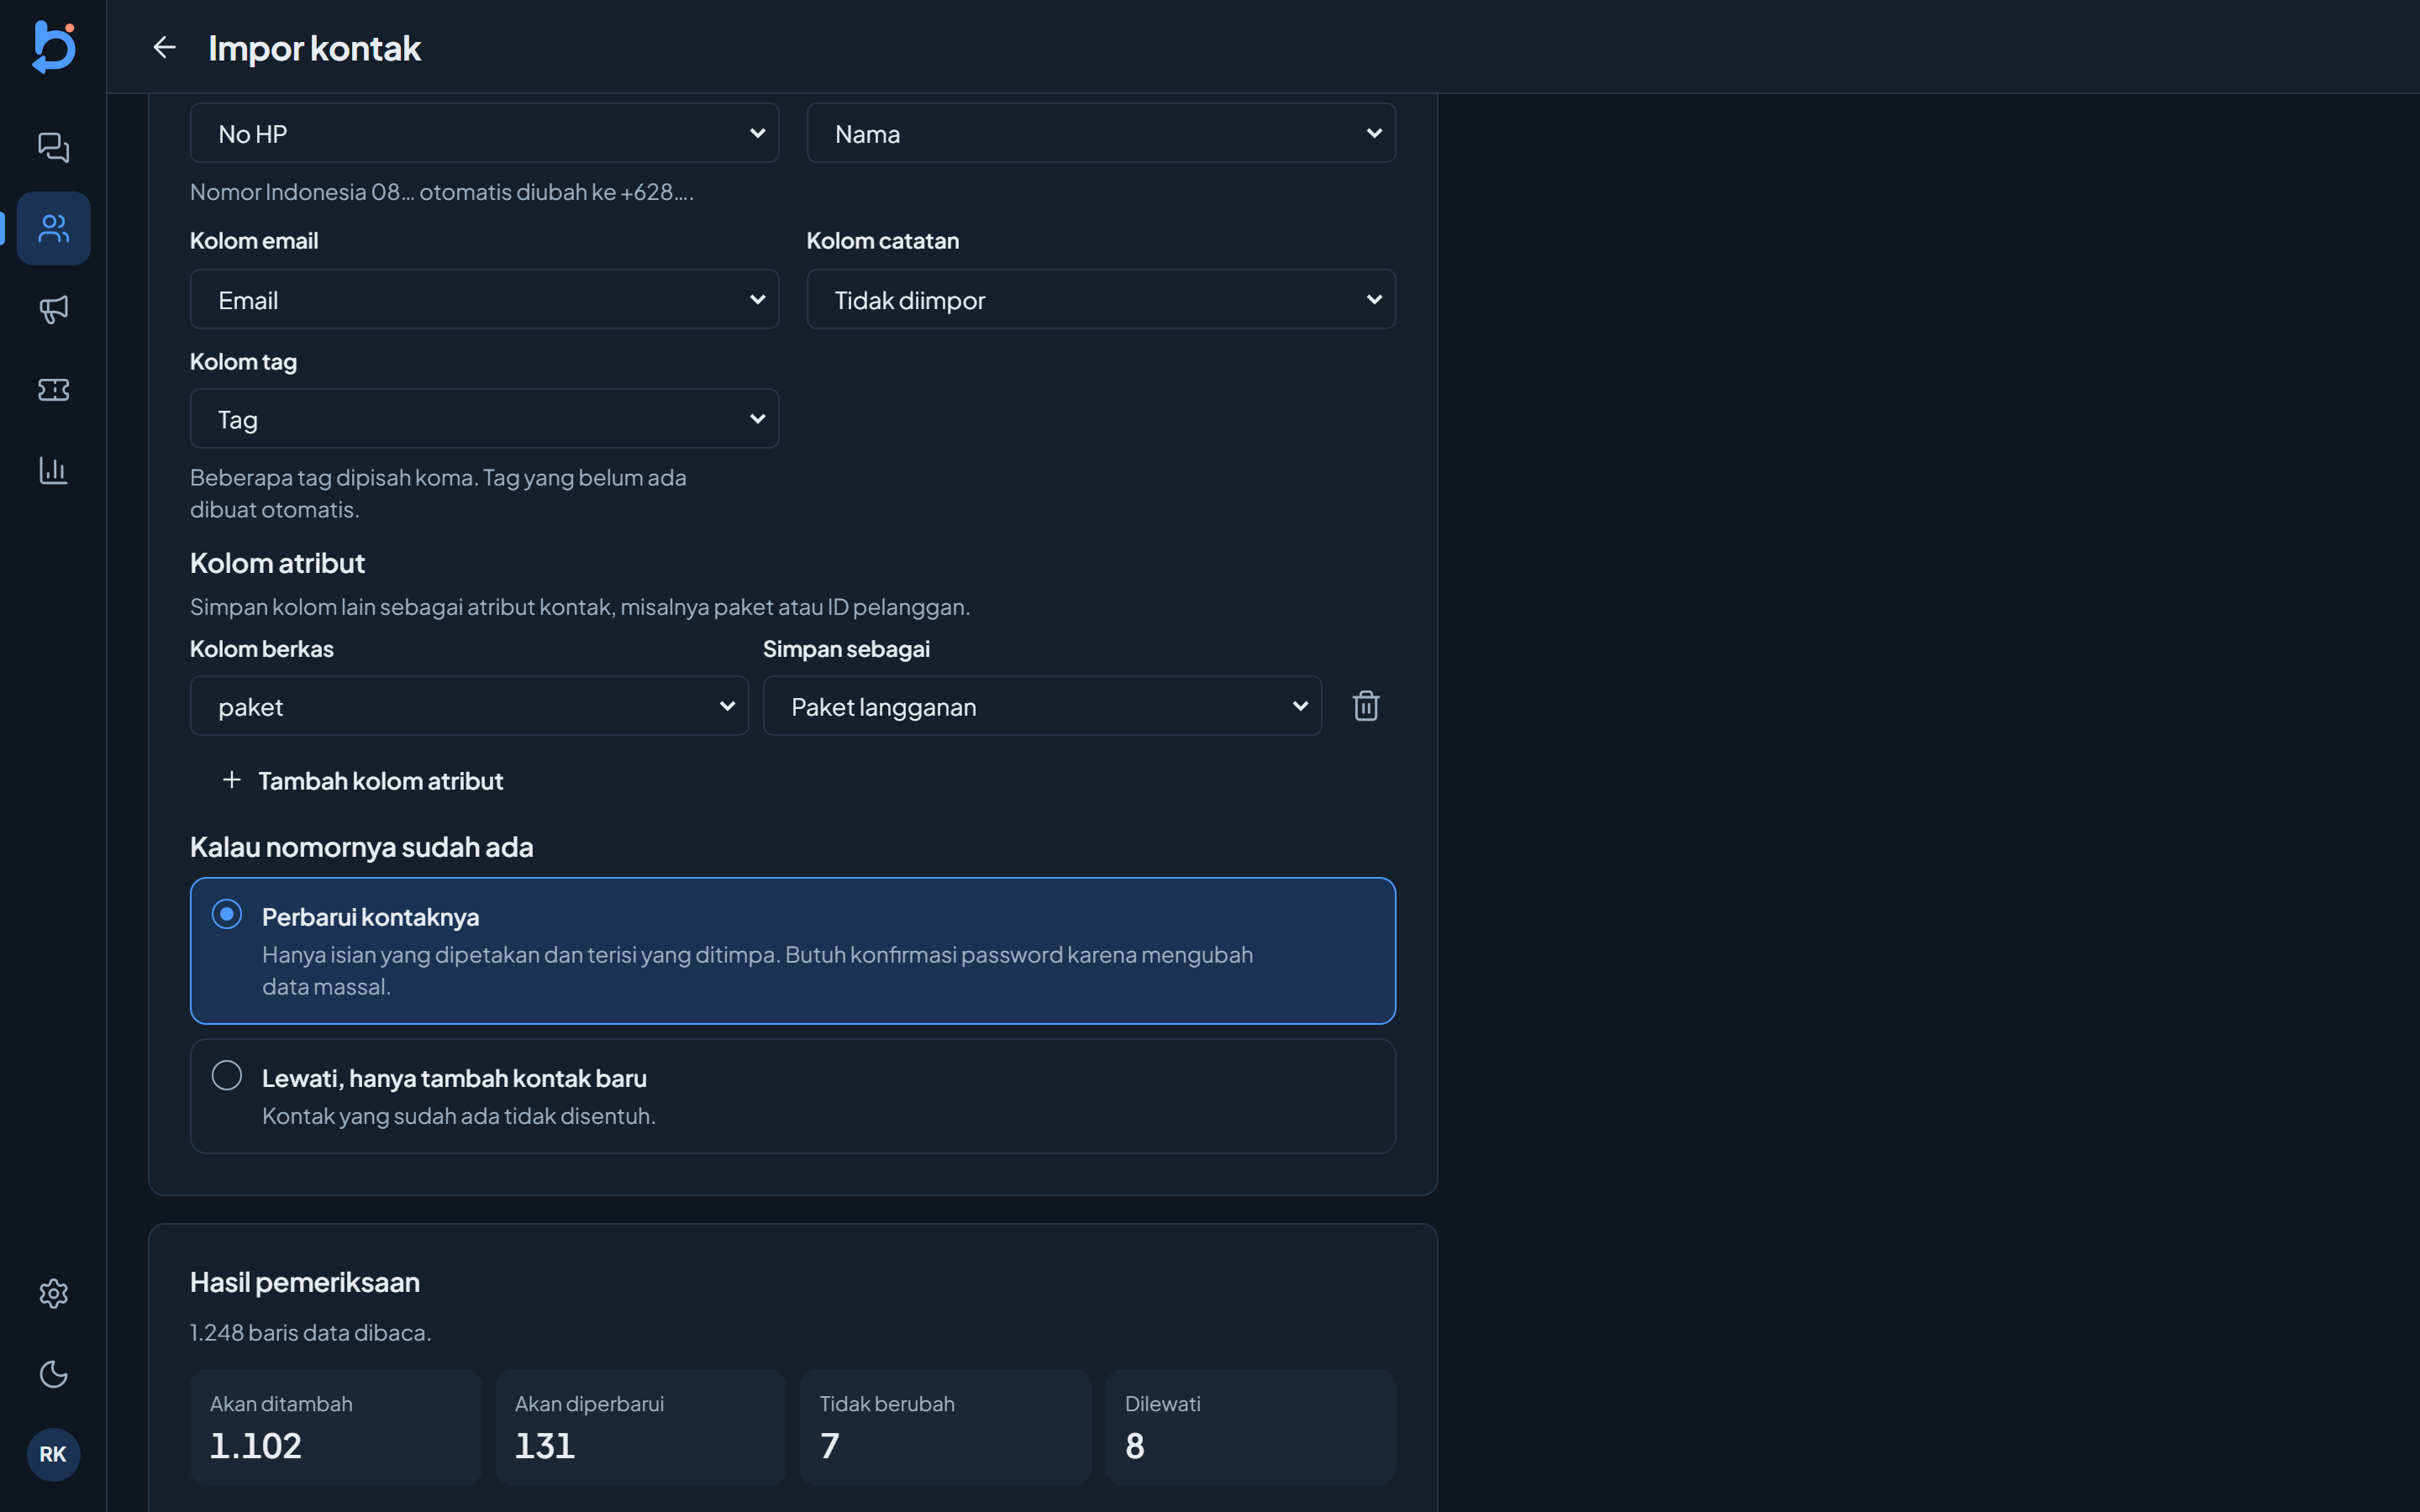 Impor kontak
No HP
Nama
Nomor Indonesia 08... otomatis diubah ke +628....
Kolom email
Kolom catatan
Email
Tidak diimpor
Kolom tag
Tag
Beberapa tag dipisah koma. Tag yang belum ada
dibuat otomatis.
Kolom atribut
Simpan kolom lain sebagai atribut kontak, misalnya paket atau ID pelanggan.
Kolom berkas
Simpan sebagai
paket
Paket langganan
Tambah kolom atribut
Kalau nomornya sudah ada
Perbarui kontaknya
Hanya isian yang dipetakan dan terisi yang ditimpa. Butuh konfirmasi password karena mengubah
data massal.
Lewati, hanya tambah kontak baru
Kontak yang sudah ada tidak disentuh.
Hasil pemeriksaan
1.248 baris data dibaca.
Akan ditambah
1.102
Akan diperbarui
131
Tidak berubah
7
Dilewati
8
RK